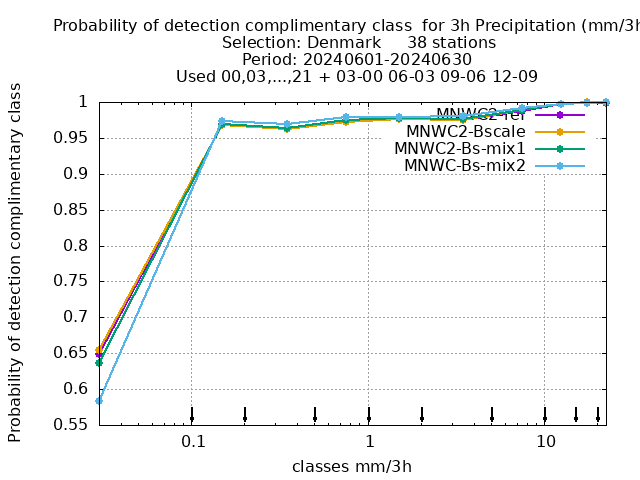 Probability of detection complimentary class for 3h Precipitation (mm/3h
Selection: Denmark 38 stations
Period: 20240601-20240630
Used 00,03,...,21 + 03-00 06-03 09-06 12-09
Probability of detection complimentary class
1
0.95
0.9
0.85
0.8
0.75
0.7
0.65
0.6
0.55
MNWC2-ref
MNWC2-Bscale
MNWC-Bs-mix1
MNWC-Bs-mix2
0.1
1
10
classes mm/3h